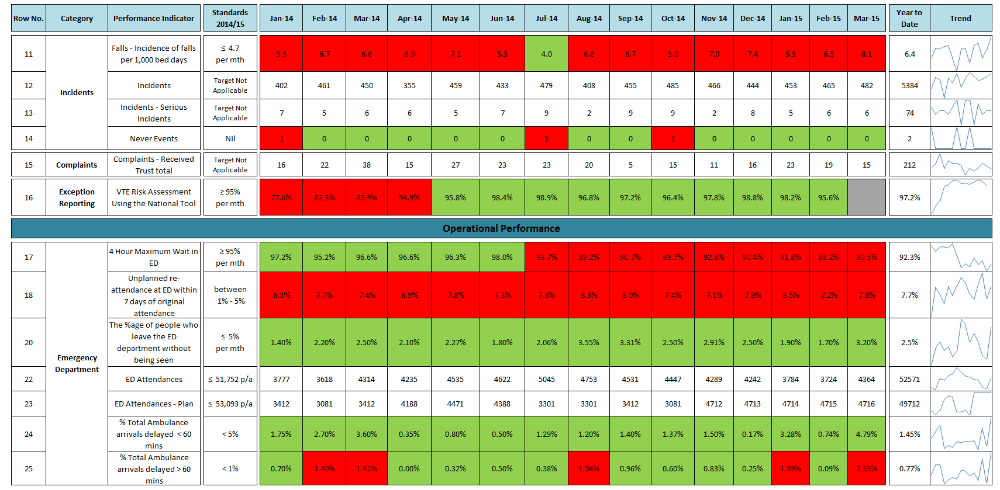 Row No. Category Performance Indicator Standards 2014/15 Jan-14 Feb-14 Mar-14 Apr-14 May-14 Jun-14 Jul-14 Aug-14 Sep-14 Oct-14 Nov-14 Dec-14 Jan-15 Feb-15 Mar-15 Year to Date Trend
11 Incidents Falls - Incidence of falls per 1,000 bed days ≤ 4.7 per mth 5.5 6.7 6.6 6.9 7.1 5.5 4.0 6.6 6.7 5.0 7.0 7.4 5.5 6.5 8.1 6.4
12 Incidents Target Not Applicable 402 461 450 355 459 433 479 408 455 485 466 444 453 465 482 5384
13 Incidents - Serious Incidents Target Not Applicable 7 5 6 6 5 7 9 2 9 9 2 8 5 6 6 74
14 Never Events Nil 1 0 0 0 0 0 1 0 0 1 0 0 0 0 0 2
15 Complaints Complaints - Received Trust total Target Not Applicable 16 22 38 15 27 23 23 20 5 15 11 16 23 19 15 212
16 Exception Reporting VTE Risk Assessment Using the National Tool ≥ 95% per mth 77.6% 82.3% 85.9% 94.9% 95.8% 98.4% 98.9% 96.8% 97.2% 96.4% 97.8% 98.8% 98.2% 95.6% 97.2%
Operational Performance
17 Emergency Department 4 Hour Maximum Wait in ED ≥ 95% per mth 97.2% 95.2% 96.6% 96.6% 96.3% 98.0% 93.7% 89.2% 90.7% 89.7% 92.8% 90.4% 91.8% 88.2% 90.5% 92.3%
18 Unplanned re-attendance at ED within 7 days of original attendance between 1% - 5% 6.3% 7.7% 7.4% 6.9% 7.8% 7.3% 7.8% 8.3% 8.0% 7.4% 7.1% 7.9% 8.5% 7.2% 7.8% 7.7%
20 The %age of people who leave the ED department without being seen ≤ 5% per mth 1.40% 2.20% 2.50% 2.10% 2.27% 1.80% 2.06% 3.55% 3.31% 2.50% 2.91% 2.50% 1.90% 1.70% 3.20% 2.5%
22 ED Attendances ≤ 51,752 p/a 3777 3618 4314 4235 4535 4622 5045 4753 4531 4447 4289 4242 3784 3724 4364 52571
23 ED Attendances - Plan ≤ 53,093 p/a 3412 3081 3412 4188 4471 4388 3301 3301 3412 3081 4712 4713 4714 4715 4716 49712
24 % Total Ambulance arrivals delayed < 60 mins < 5% 1.75% 2.70% 3.60% 0.35% 0.80% 0.50% 1.29% 1.20% 1.40% 1.37% 1.50% 0.17% 3.28% 0.74% 4.79% 1.45%
25 % Total Ambulance arrivals delayed > 60 mins < 1% 0.70% 1.40% 1.42% 0.00% 0.32% 0.50% 0.38% 1.04% 0.96% 0.60% 0.83% 0.25% 1.89% 0.09% 2.35% 0.77%